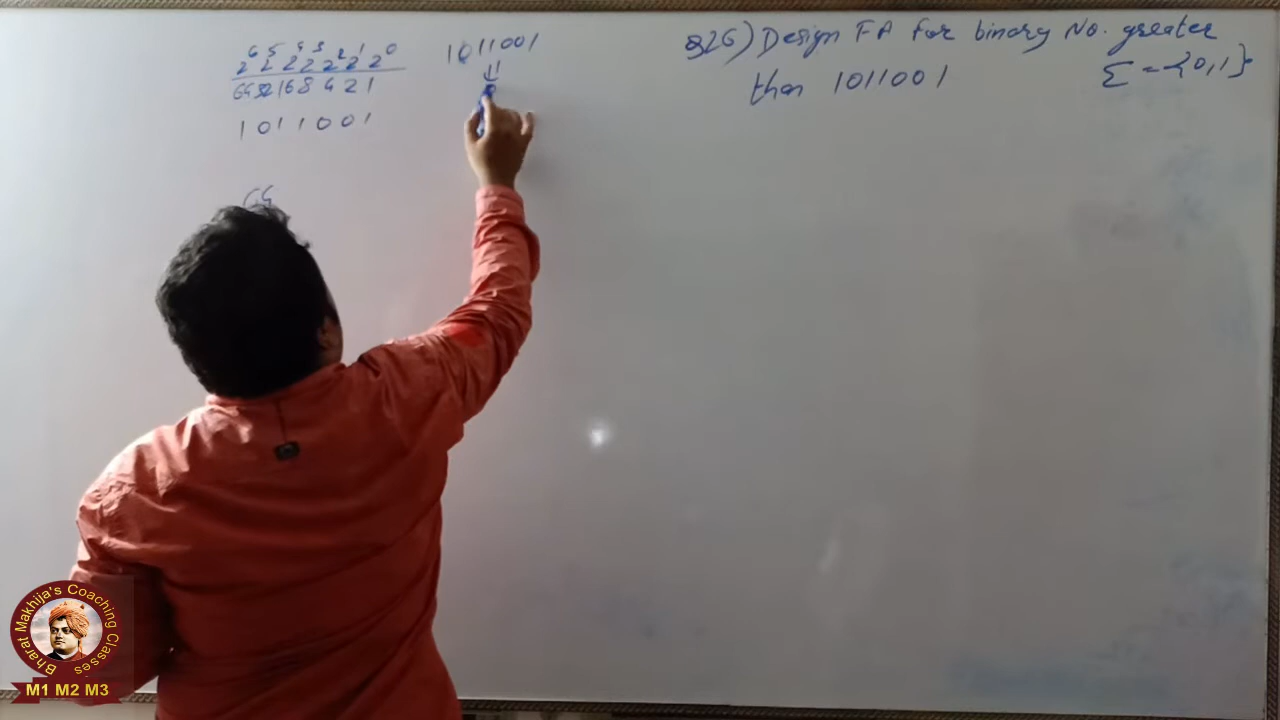 Q26) Design FA for binary No. greater
than 1011001 Σ = {0,1}
2⁶ 2⁵ 2⁴ 2³ 2² 2¹ 2⁰
64 32 16 8 4 2 1
1 0 1 1 0 0 1
64
1011001
Bharat Makhija's Coaching Classes
M1 M2 M3